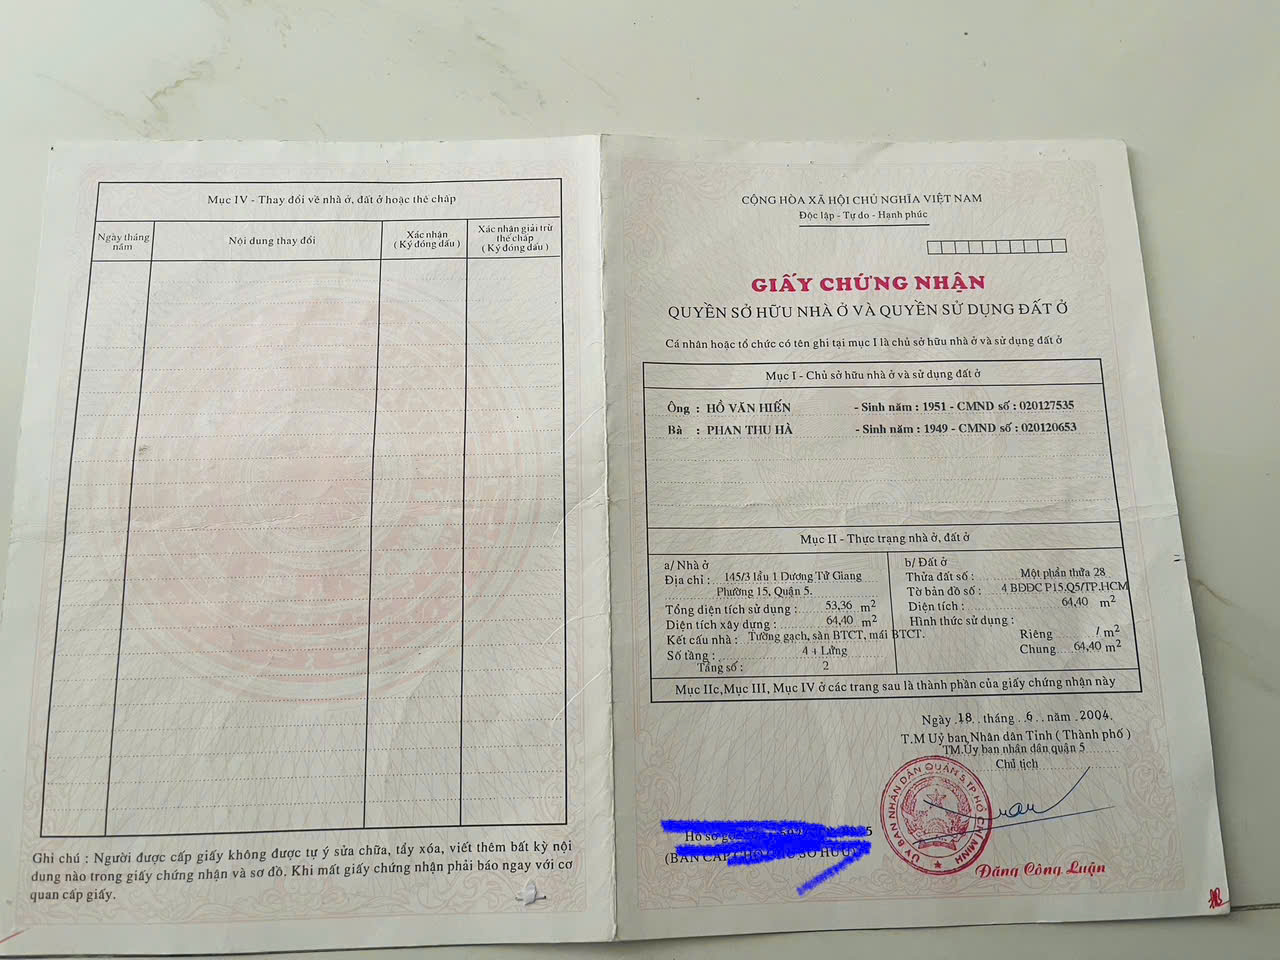 Mục IV - Thay đổi về nhà ở, đất ở hoặc thế chấp
Ngày tháng năm
Nội dung thay đổi
Xác nhận
( Ký đóng dấu )
Xác nhận giải trừ
thế chấp
( Ký đóng dấu )
Ghi chú : Người được cấp giấy không được tự ý sửa chữa, tẩy xóa, viết thêm bất kỳ nội
dung nào trong giấy chứng nhận và sơ đồ. Khi mất giấy chứng nhận phải báo ngay với cơ
quan cấp giấy.
CỘNG HÒA XÃ HỘI CHỦ NGHĨA VIỆT NAM
Độc lập - Tự do - Hạnh phúc
GIẤY CHỨNG NHẬN
QUYỀN SỞ HỮU NHÀ Ở VÀ QUYỀN SỬ DỤNG ĐẤT Ở
Cá nhân hoặc tổ chức có tên ghi tại mục I là chủ sở hữu nhà ở và sử dụng đất ở
Mục I - Chủ sở hữu nhà ở và sử dụng đất ở
Ông : HỒ VĂN HIẾN - Sinh năm : 1951 - CMND số : 020127535
Bà : PHAN THU HÀ - Sinh năm : 1949 - CMND số : 020120653
Mục II - Thực trạng nhà ở, đất ở
a/ Nhà ở
Địa chỉ : 145/3 lầu 1 Dương Tử Giang
Phường 15, Quận 5.
Tổng diện tích sử dụng : 53,36 m2
Diện tích xây dựng : 64,40 m2
Kết cấu nhà : Tường gạch, sàn BTCT, mái BTCT.
Số tầng : 4 + Lửng
Tầng số : 2
b/ Đất ở
Thửa đất số : Một phần thửa 28
Tờ bản đồ số : 4 BĐĐC P15.Q5/TP.HCM
Diện tích : 64,40 m2
Hình thức sử dụng :
Riêng / m2
Chung 64,40 m2
Mục IIc, Mục III, Mục IV ở các trang sau là thành phần của giấy chứng nhận này
Ngày 18 tháng 6 năm 2004.
T.M Uỷ ban Nhân dân Tỉnh ( Thành phố )
TM.Ủy ban nhân dân quận 5
Chủ tịch
ỦY BAN NHÂN DÂN QUẬN 5 T.P HỒ CHÍ MINH
Hồ sơ
(BẢN CẤP
Đặng Công Luận